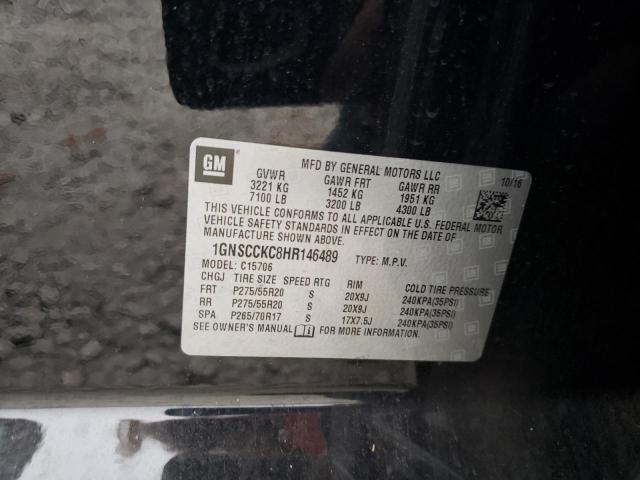 GM
MFD BY GENERAL MOTORS LLC
10/16
GVWR GAWR FRT GAWR RR
3221 KG 1452 KG 1951 KG
7100 LB 3200 LB 4300 LB
THIS VEHICLE CONFORMS TO ALL APPLICABLE U.S. FEDERAL MOTOR
VEHICLE SAFETY STANDARDS IN EFFECT ON THE DATE OF
MANUFACTURE SHOWN ABOVE.
1GNSCCKC8HR146489 TYPE: M.P.V.
MODEL: C15706
CHGJ TIRE SIZE SPEED RTG RIM COLD TIRE PRESSURE
FRT P275/55R20 S 20X9J 240KPA(35PSI)
RR P275/55R20 S 20X9J 240KPA(35PSI)
SPA P265/70R17 S 17X7.5J 240KPA(35PSI)
SEE OWNER'S MANUAL FOR MORE INFORMATION.